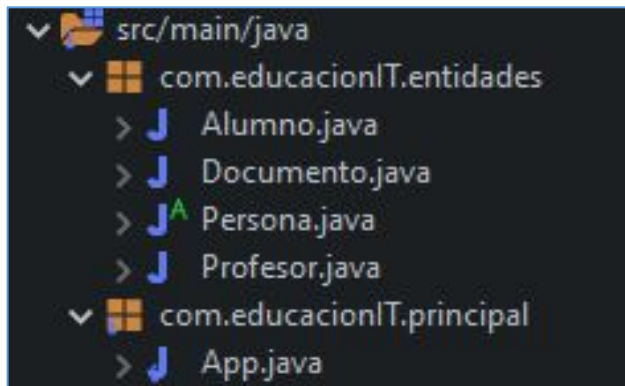 src/main/java
com.educacionIT.entidades
Alumno.java
Documento.java
A Persona.java
Profesor.java
com.educacionIT.principal
App.java